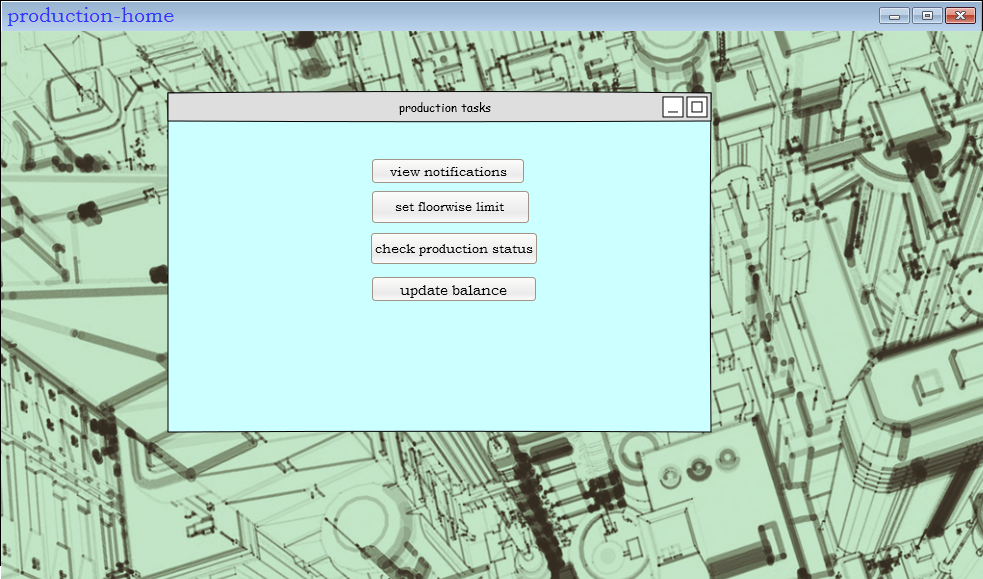 production-home
production tasks
view notifications
set floorwise limit
check production status
update balance